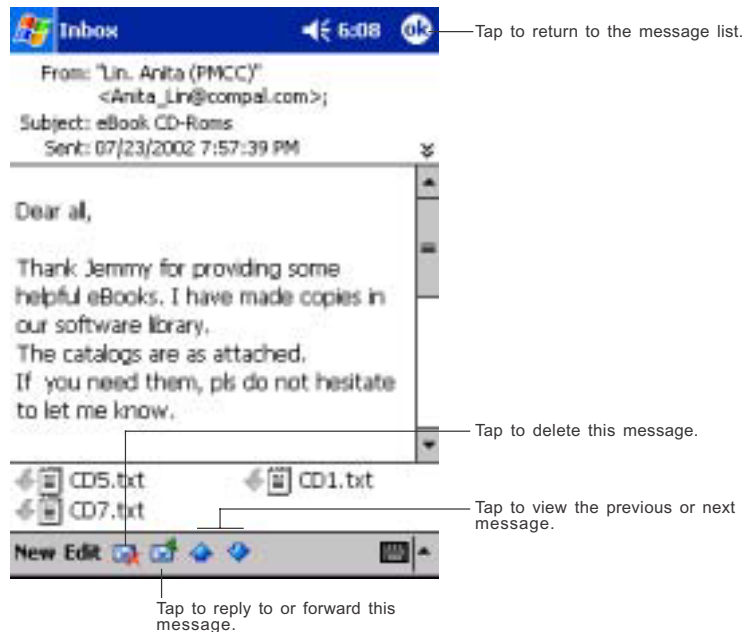 Inbox 6:08 ok
Tap to return to the message list.
From: "Lin. Anita (PMCC)"
<Anita_Lin@compal.com>;
Subject: eBook CD-Roms
Sent: 07/23/2002 7:57:39 PM
Dear all,
Thank Jemmy for providing some
helpful eBooks. I have made copies in
our software library.
The catalogs are as attached.
If you need them, pls do not hesitate
to let me know.
Tap to delete this message.
CD5.txt CD1.txt
CD7.txt
Tap to view the previous or next
message.
New Edit
Tap to reply to or forward this
message.